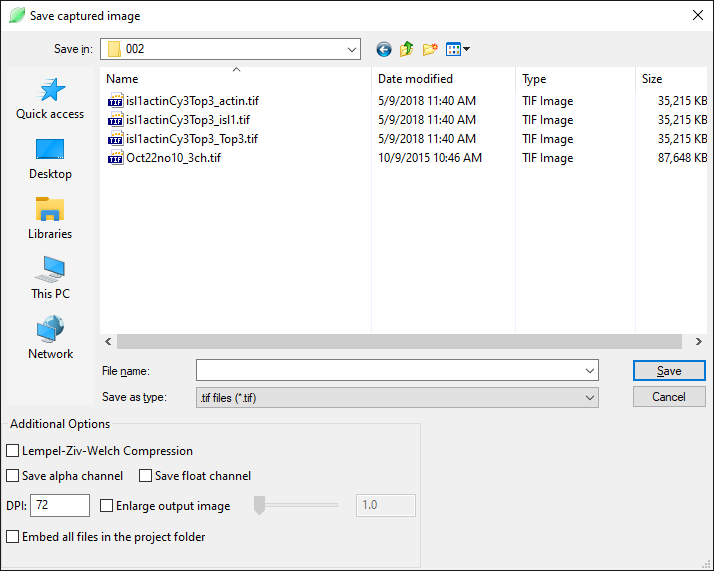 Save captured image
Save in: 002
Name Date modified Type Size
isl1actinCy3Top3_actin.tif 5/9/2018 11:40 AM TIF Image 35,215 KB
isl1actinCy3Top3_isl1.tif 5/9/2018 11:40 AM TIF Image 35,215 KB
isl1actinCy3Top3_Top3.tif 5/9/2018 11:40 AM TIF Image 35,215 KB
Oct22no10_3ch.tif 10/9/2015 10:46 AM TIF Image 87,648 KB
Quick access
Desktop
Libraries
This PC
Network
File name: Save
Save as type: .tif files (*.tif) Cancel
Additional Options
Lempel-Ziv-Welch Compression
Save alpha channel Save float channel
DPI: 72 Enlarge output image 1.0
Embed all files in the project folder